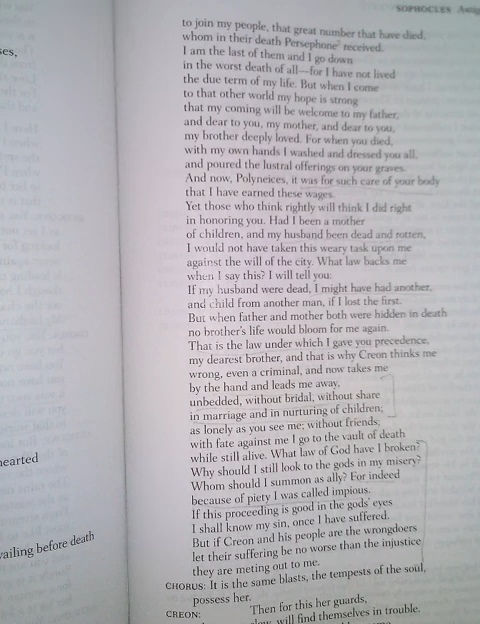 SOPHOCLES
to join my people, that great number that have died,
whom in their death Persephone received.
I am the last of them and I go down
in the worst death of all—for I have not lived
the due term of my life. But when I come
to that other world my hope is strong
that my coming will be welcome to my father,
and dear to you, my mother, and dear to you,
my brother deeply loved. For when you died,
with my own hands I washed and dressed you all,
and poured the lustral offerings on your graves.
And now, Polyneices, it was for such care of your body
that I have earned these wages.
Yet those who think rightly will think I did right
in honoring you. Had I been a mother
of children, and my husband been dead and rotten,
I would not have taken this weary task upon me
against the will of the city. What law backs me
when I say this? I will tell you:
If my husband were dead, I might have had another,
and child from another man, if I lost the first.
But when father and mother both were hidden in death
no brother's life would bloom for me again.
That is the law under which I gave you precedence,
my dearest brother, and that is why Creon thinks me
wrong, even a criminal, and now takes me
by the hand and leads me away,
unbedded, without bridal, without share
in marriage and in nurturing of children;
as lonely as you see me; without friends;
with fate against me I go to the vault of death
while still alive. What law of God have I broken?
Why should I still look to the gods in my misery?
Whom should I summon as ally? For indeed
because of piety I was called impious.
If this proceeding is good in the gods' eyes
I shall know my sin, once I have suffered.
But if Creon and his people are the wrongdoers
let their suffering be no worse than the injustice
they are meting out to me.
CHORUS: It is the same blasts, the tempests of the soul,
possess her.
CREON: Then for this her guards,
will find themselves in trouble.
before death